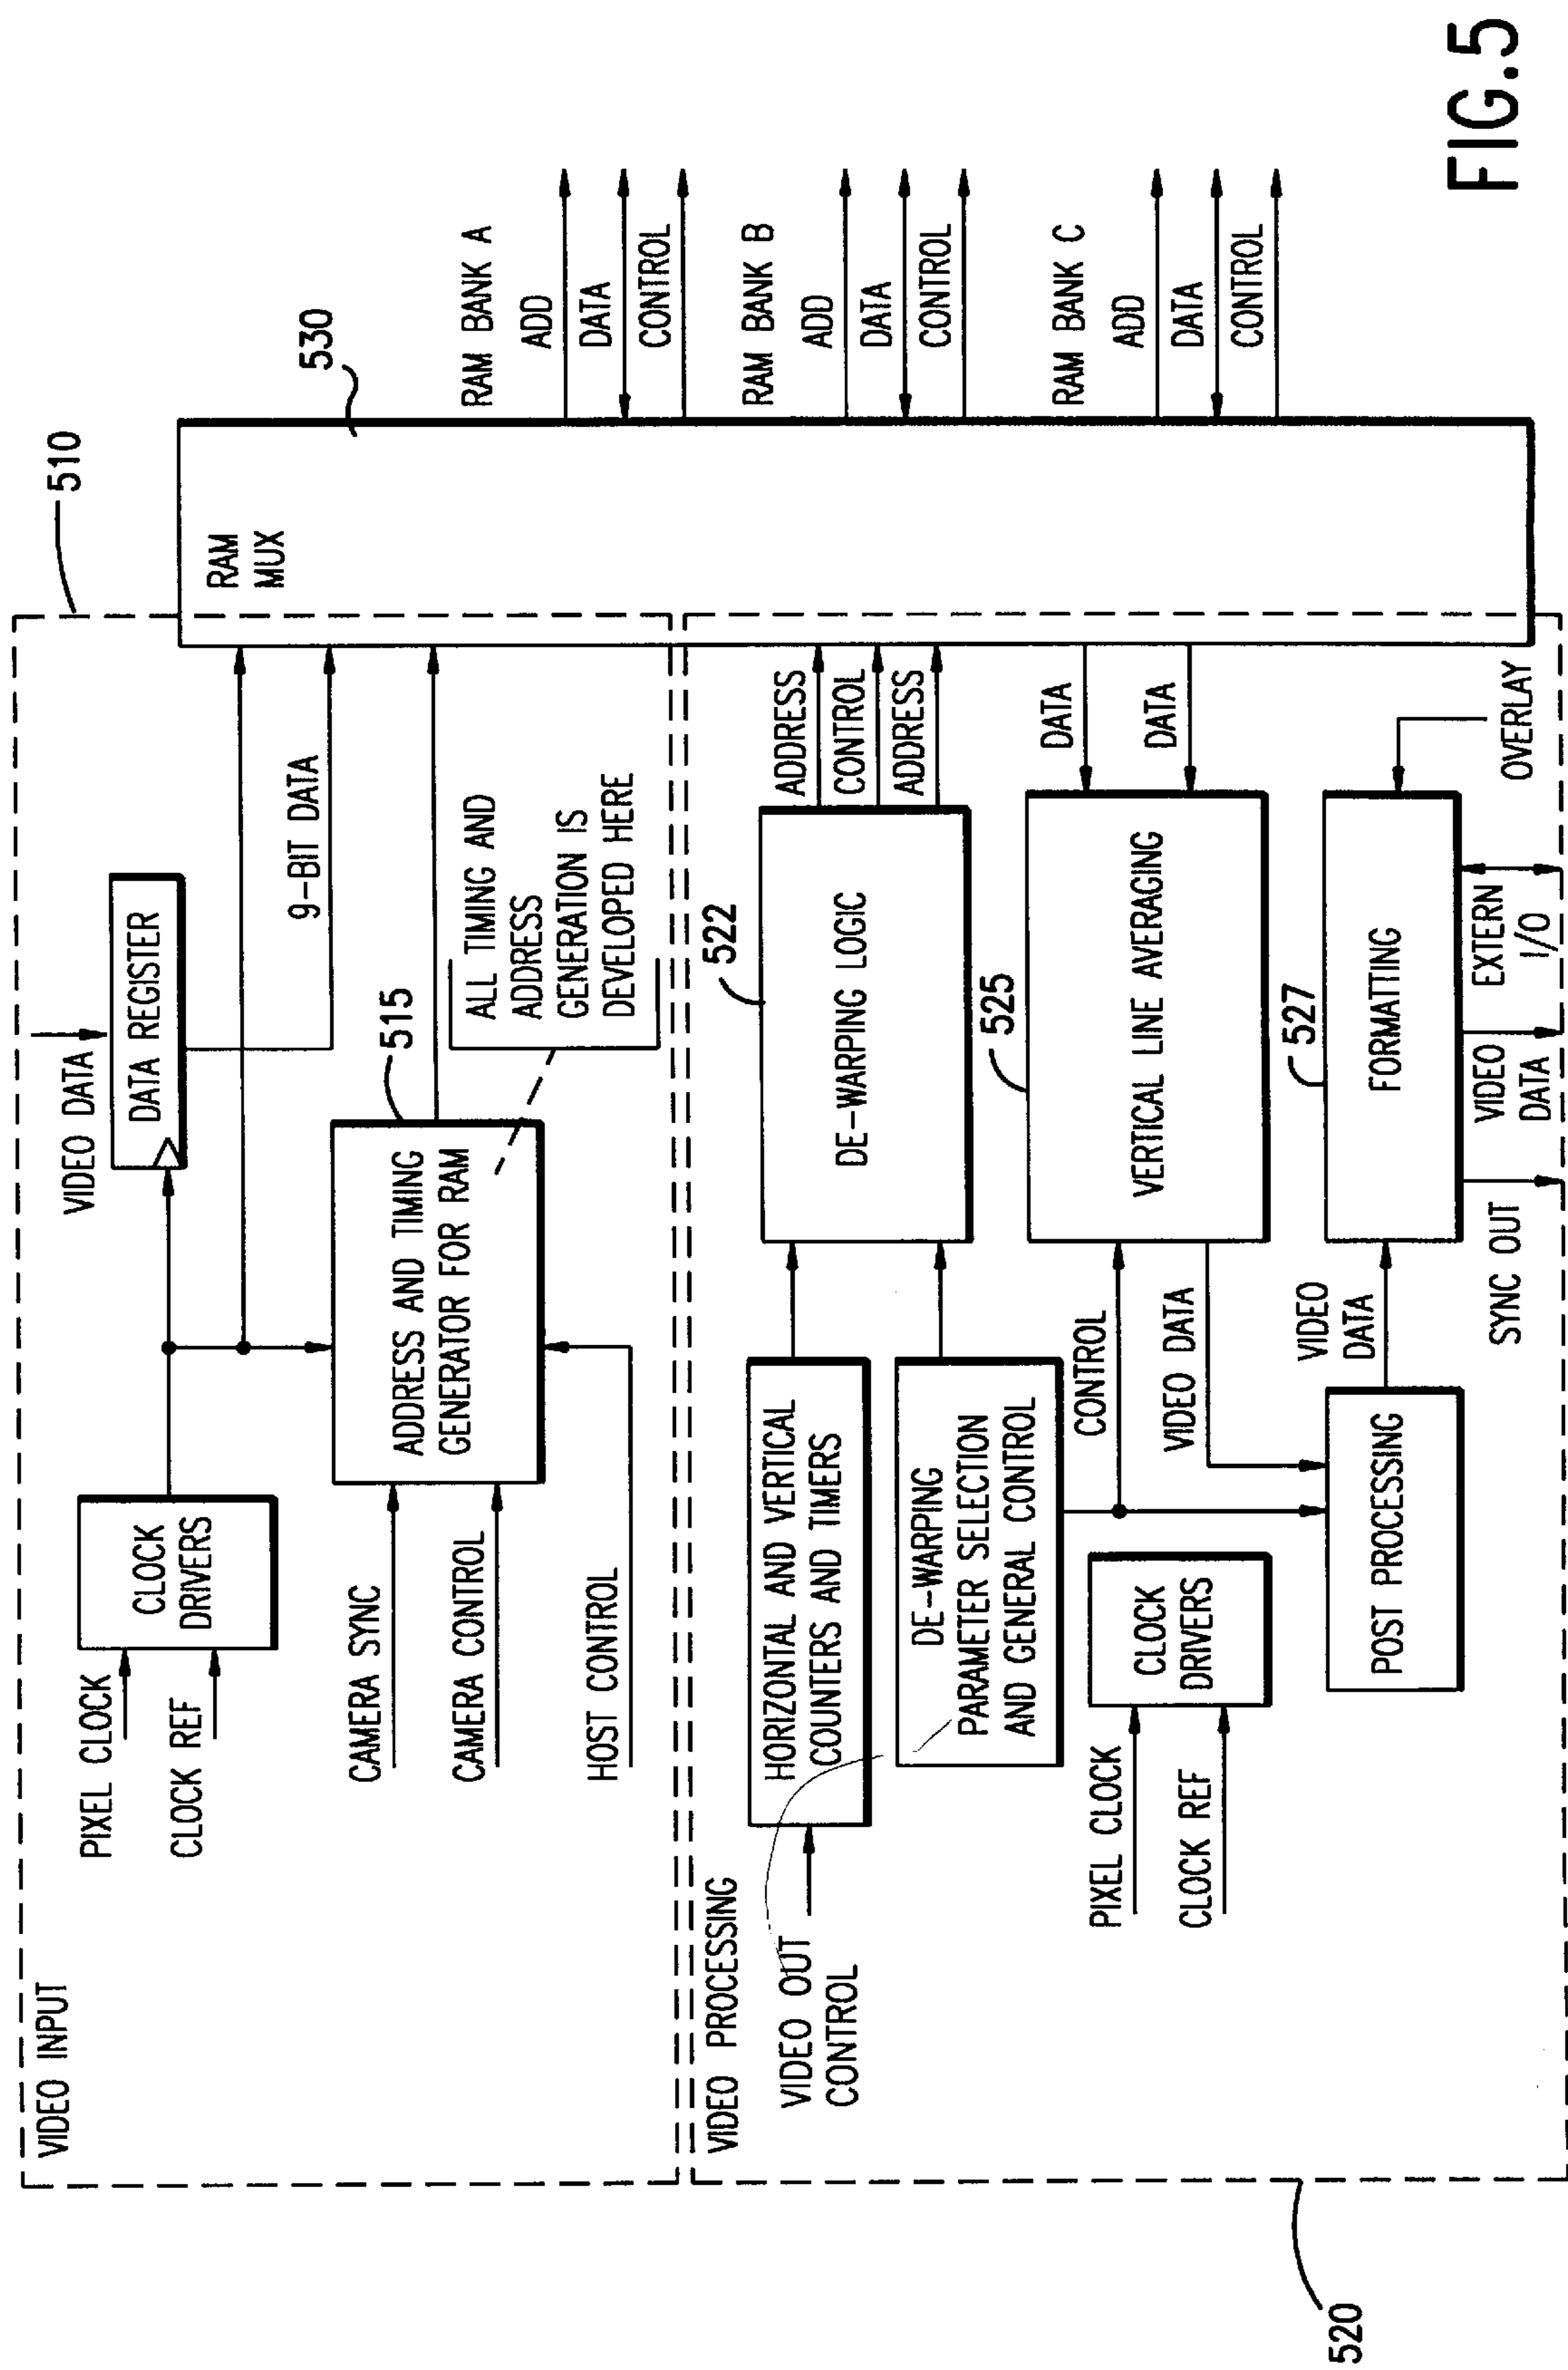 VIDEO INPUT
510
PIXEL CLOCK
CLOCK REF
CLOCK
DRIVERS
VIDEO DATA
DATA REGISTER
9-BIT DATA
CAMERA SYNC
CAMERA CONTROL
HOST CONTROL
515
ADDRESS AND TIMING
GENERATOR FOR RAM
ALL TIMING AND
ADDRESS
GENERATION IS
DEVELOPED HERE
530
RAM
MUX
RAM BANK A
ADD
DATA
CONTROL
RAM BANK B
ADD
DATA
CONTROL
RAM BANK C
ADD
DATA
CONTROL
VIDEO PROCESSING
VIDEO OUT
CONTROL
HORIZONTAL AND VERTICAL
COUNTERS AND TIMERS
DE-WARPING
PARAMETER SELECTION
AND GENERAL CONTROL
522
DE-WARPING LOGIC
ADDRESS
CONTROL
ADDRESS
PIXEL CLOCK
CLOCK REF
CLOCK
DRIVERS
CONTROL
VIDEO DATA
525
VERTICAL LINE AVERAGING
DATA
DATA
POST PROCESSING
VIDEO
DATA
527
FORMATTING
OVERLAY
SYNC OUT
VIDEO
DATA
EXTERN
I/O
520
FIG.5